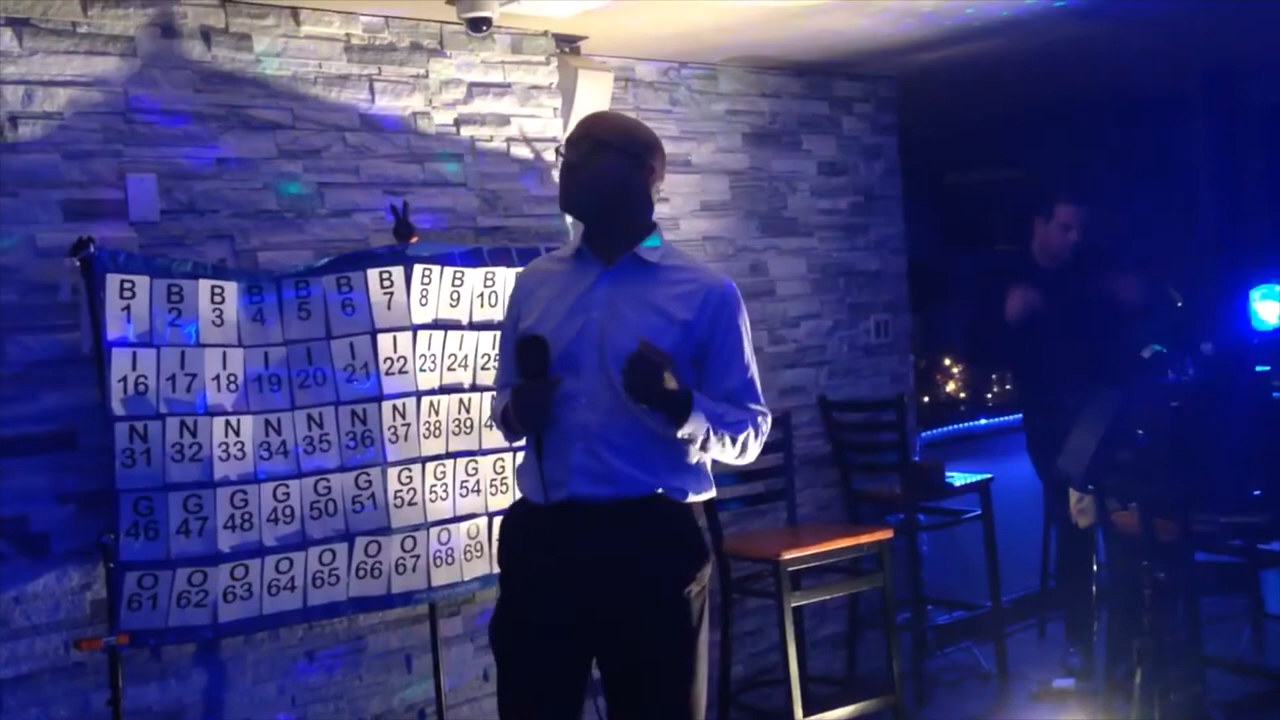 B 1 B 2 B 3 B 4 B 5 B 6 B 7 B 8 B 9 B 10
I 16 I 17 I 18 I 19 I 20 I 21 I 22 I 23 I 24 I 25
N 31 N 32 N 33 N 34 N 35 N 36 N 37 N 38 N 39 4
G 46 G 47 G 48 G 49 G 50 G 51 G 52 G 53 G 54 G 55
O 61 O 62 O 63 O 64 O 65 O 66 O 67 O 68 O 69